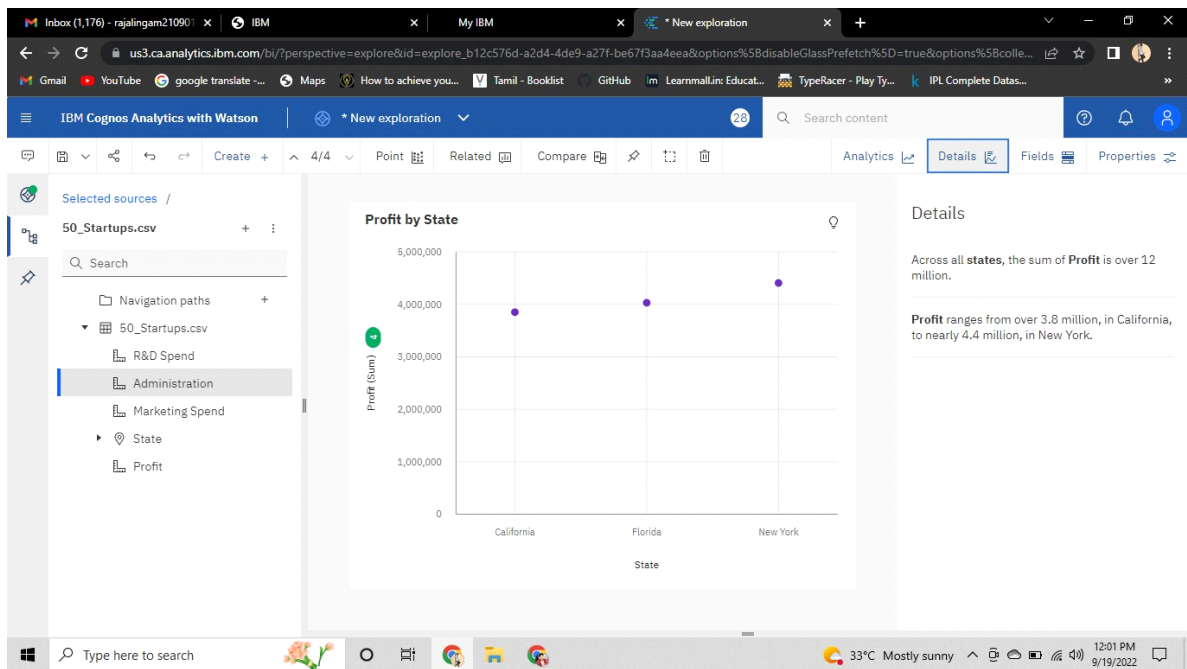 Inbox (1,176) - rajalingam210901
IBM
My IBM
* New exploration
us3.ca.analytics.ibm.com/bi/?perspective=explore&id=explore_b12c576d-a2d4-4de9-a27f-be67f3aa4eea&options%5BdisableGlassPrefetch%5D=true&options%5Bcolle...
Gmail YouTube google translate -... Maps How to achieve you... Tamil - Booklist GitHub Learnmall.in: Educat... TypeRacer - Play Ty... IPL Complete Datas...
IBM Cognos Analytics with Watson
* New exploration
28
Search content
Create + 4/4 Point Related Compare Analytics Details Fields Properties
Selected sources /
50_Startups.csv
Search
Navigation paths
50_Startups.csv
R&D Spend
Administration
Marketing Spend
State
Profit
Profit by State
5,000,000
4,000,000
3,000,000
2,000,000
1,000,000
0
Profit (Sum)
California Florida New York
State
Details
Across all states, the sum of Profit is over 12
million.
Profit ranges from over 3.8 million, in California,
to nearly 4.4 million, in New York.
Type here to search
33°C Mostly sunny
12:01 PM
9/19/2022